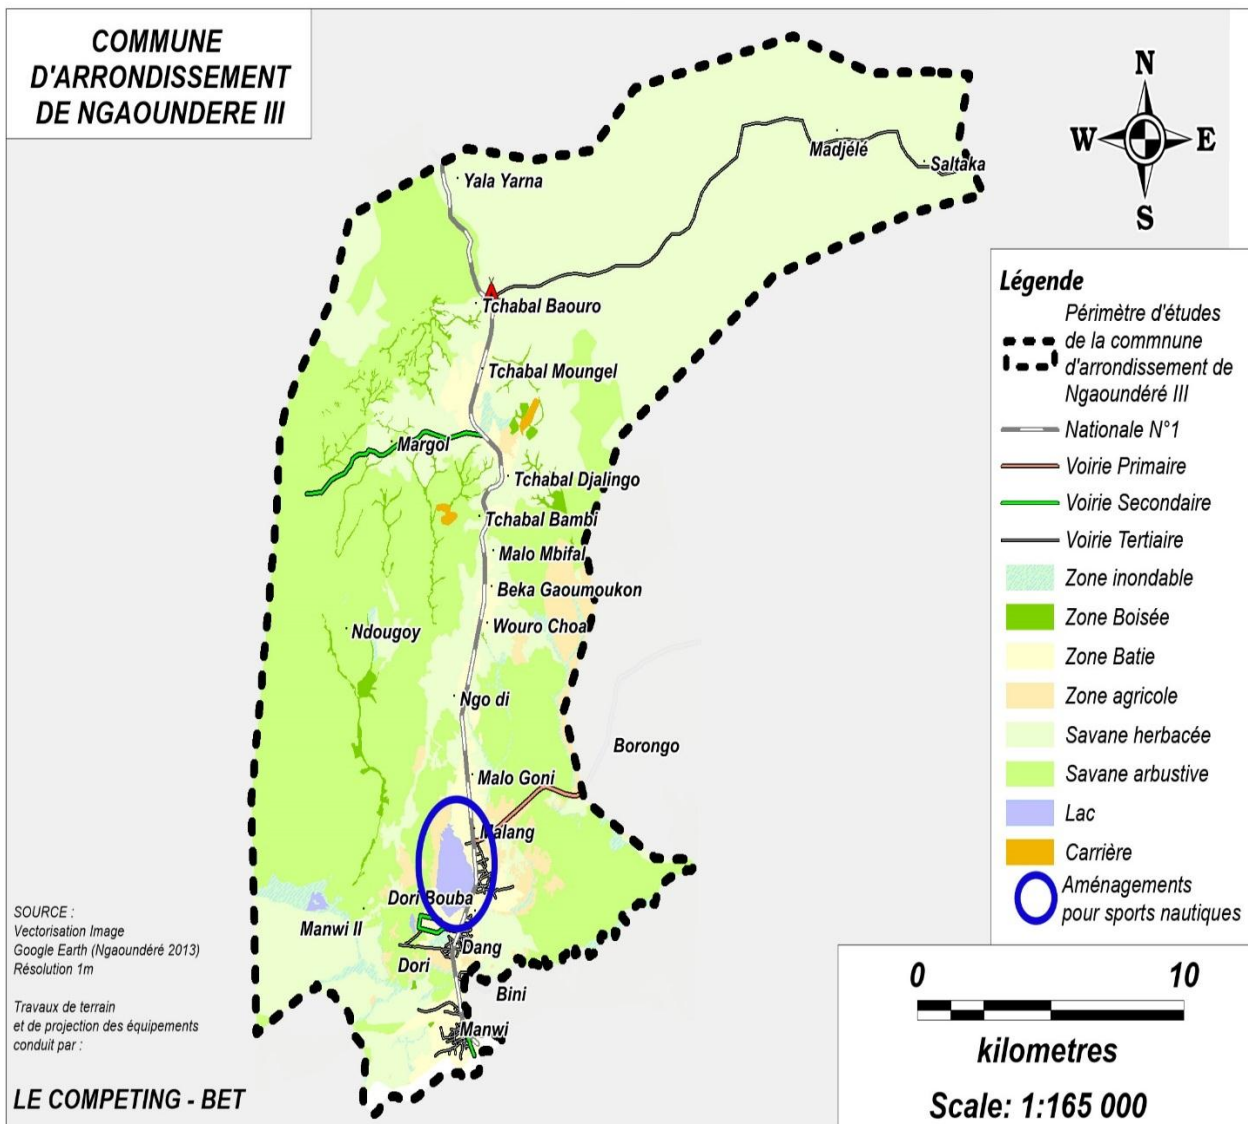 COMMUNE
D'ARRONDISSEMENT
DE NGAOUNDERE III
N
W E
S
Yala Yarna
Madjélé
Saltaka
Tchabal Baouro
Tchabal Moungel
Margol
Tchabal Djalingo
Tchabal Bambi
Malo Mbifal
Beka Gaoumoukon
Ndougoy
Wouro Choa
Ngo di
Borongo
Malo Goni
Malang
Dori Bouba
Manwi II
Dang
Dori
Bini
Manwi
Légende
Périmètre d'études
de la commnune
d'arrondissement de
Ngaoundéré III
Nationale N°1
Voirie Primaire
Voirie Secondaire
Voirie Tertiaire
Zone inondable
Zone Boisée
Zone Batie
Zone agricole
Savane herbacée
Savane arbustive
Lac
Carrière
Aménagements
pour sports nautiques
SOURCE :
Vectorisation Image
Google Earth (Ngaoundéré 2013)
Résolution 1m
Travaux de terrain
et de projection des équipements
conduit par :
LE COMPETING - BET
0 10
kilometres
Scale: 1:165 000